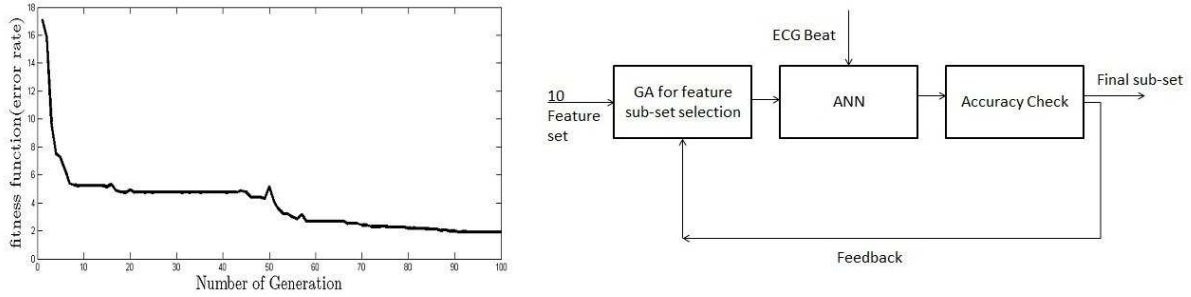 fitness function(error rate)
18
16
14
12
10
8
6
4
2
0
0 10 20 30 40 50 60 70 80 90 100
Number of Generation
ECG Beat
10
Feature
set
GA for feature
sub-set selection
ANN
Accuracy Check
Final sub-set
Feedback